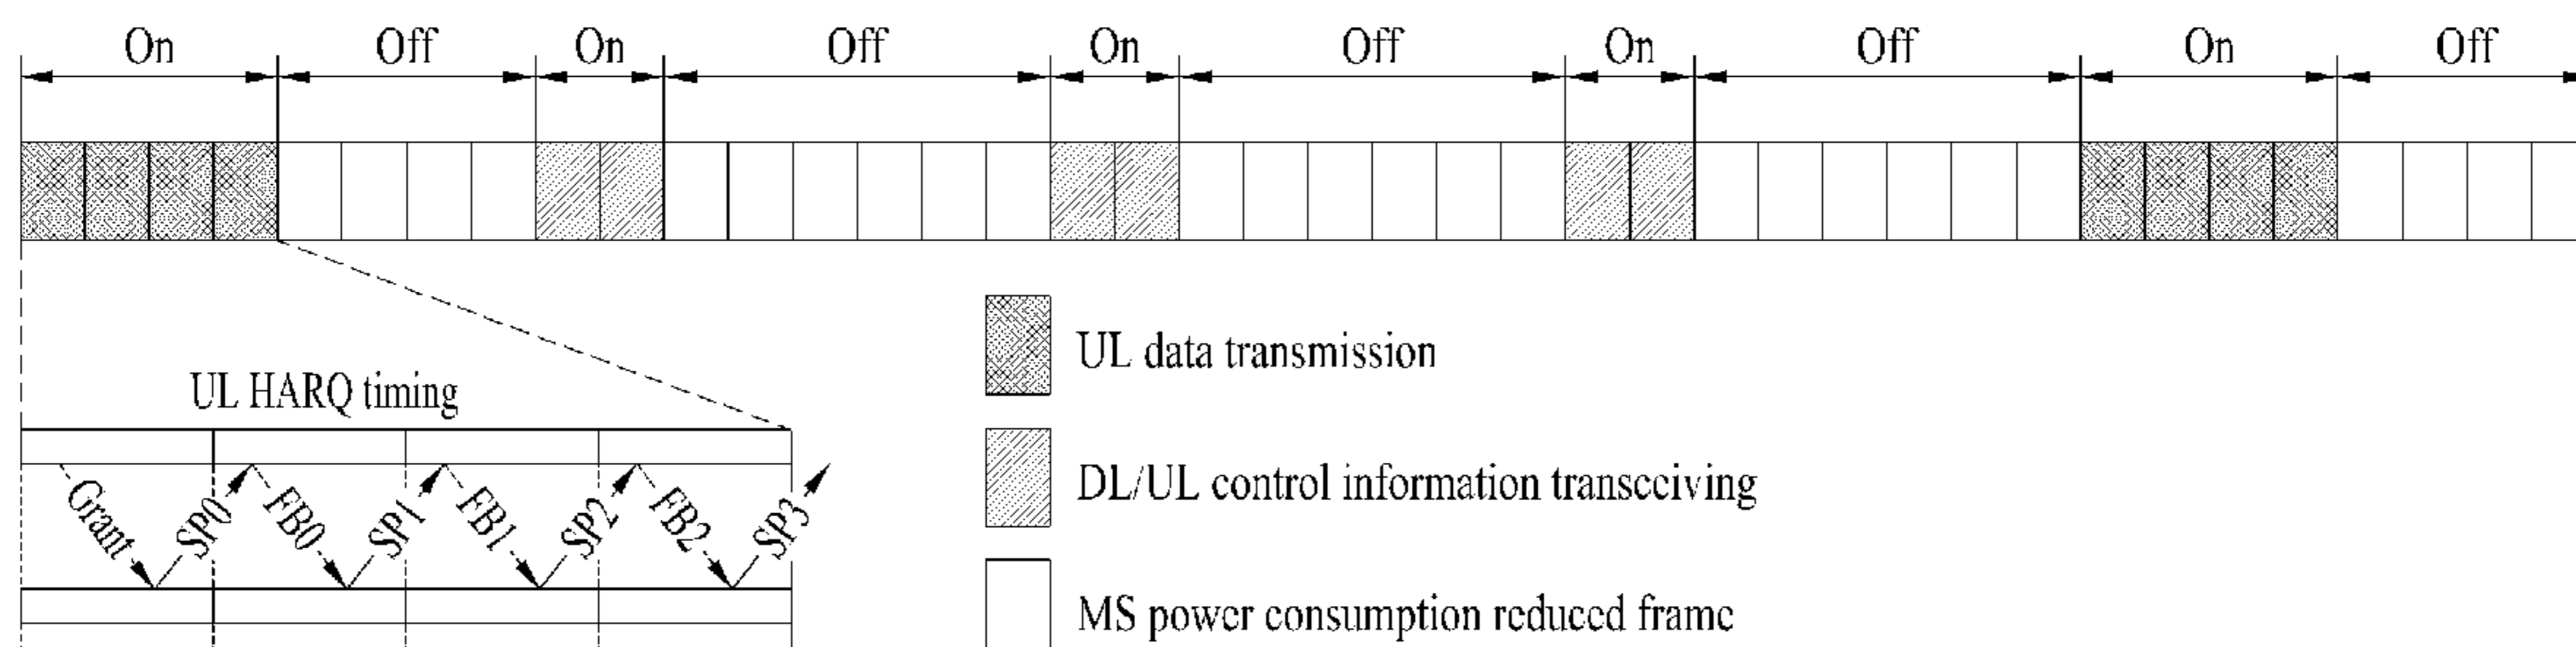 On Off On Off On Off On Off On Off
UL data transmission
UL HARQ timing
DL/UL control information transceiving
Grant SP0 FB0 SP1 FB1 SP2 FB2 SP3
MS power consumption reduced frame